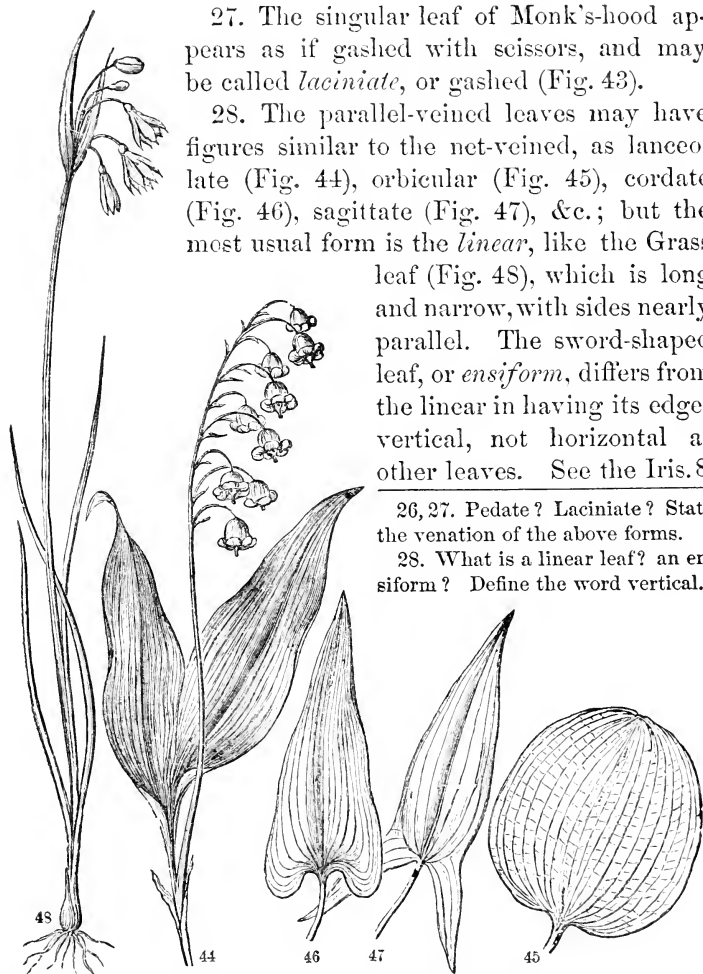 27. The singular leaf of Monk's-hood ap-
pears as if gashed with scissors, and may
be called laciniate, or gashed (Fig. 43).
28. The parallel-veined leaves may have
figures similar to the net-veined, as lanceo
late (Fig. 44), orbicular (Fig. 45), cordate
(Fig. 46), sagittate (Fig. 47), &c.; but the
most usual form is the linear, like the Grass
leaf (Fig. 48), which is long
and narrow, with sides nearly
parallel. The sword-shaped
leaf, or ensiform, differs from
the linear in having its edge
vertical, not horizontal a
other leaves. See the Iris. 8
26, 27. Pedate? Laciniate? Stat
the venation of the above forms.
28. What is a linear leaf? an en
siform? Define the word vertical.
48
44
46
47
45